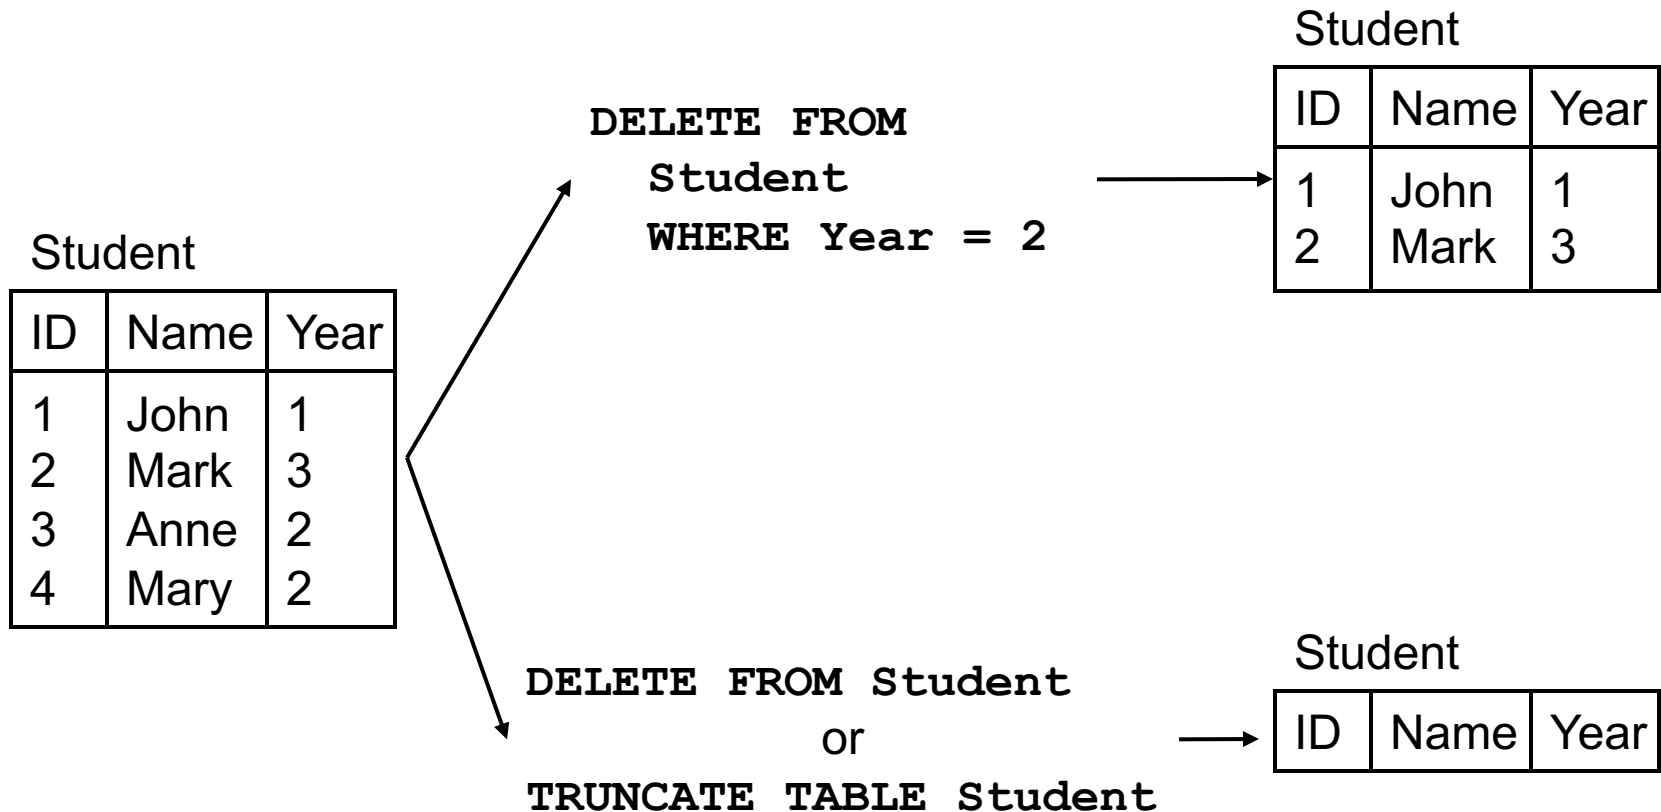 Student
ID Name Year
1 John 1
2 Mark 3
3 Anne 2
4 Mary 2
DELETE FROM
Student
WHERE Year = 2
Student
ID Name Year
1 John 1
2 Mark 3
DELETE FROM Student
or
TRUNCATE TABLE Student
Student
ID Name Year